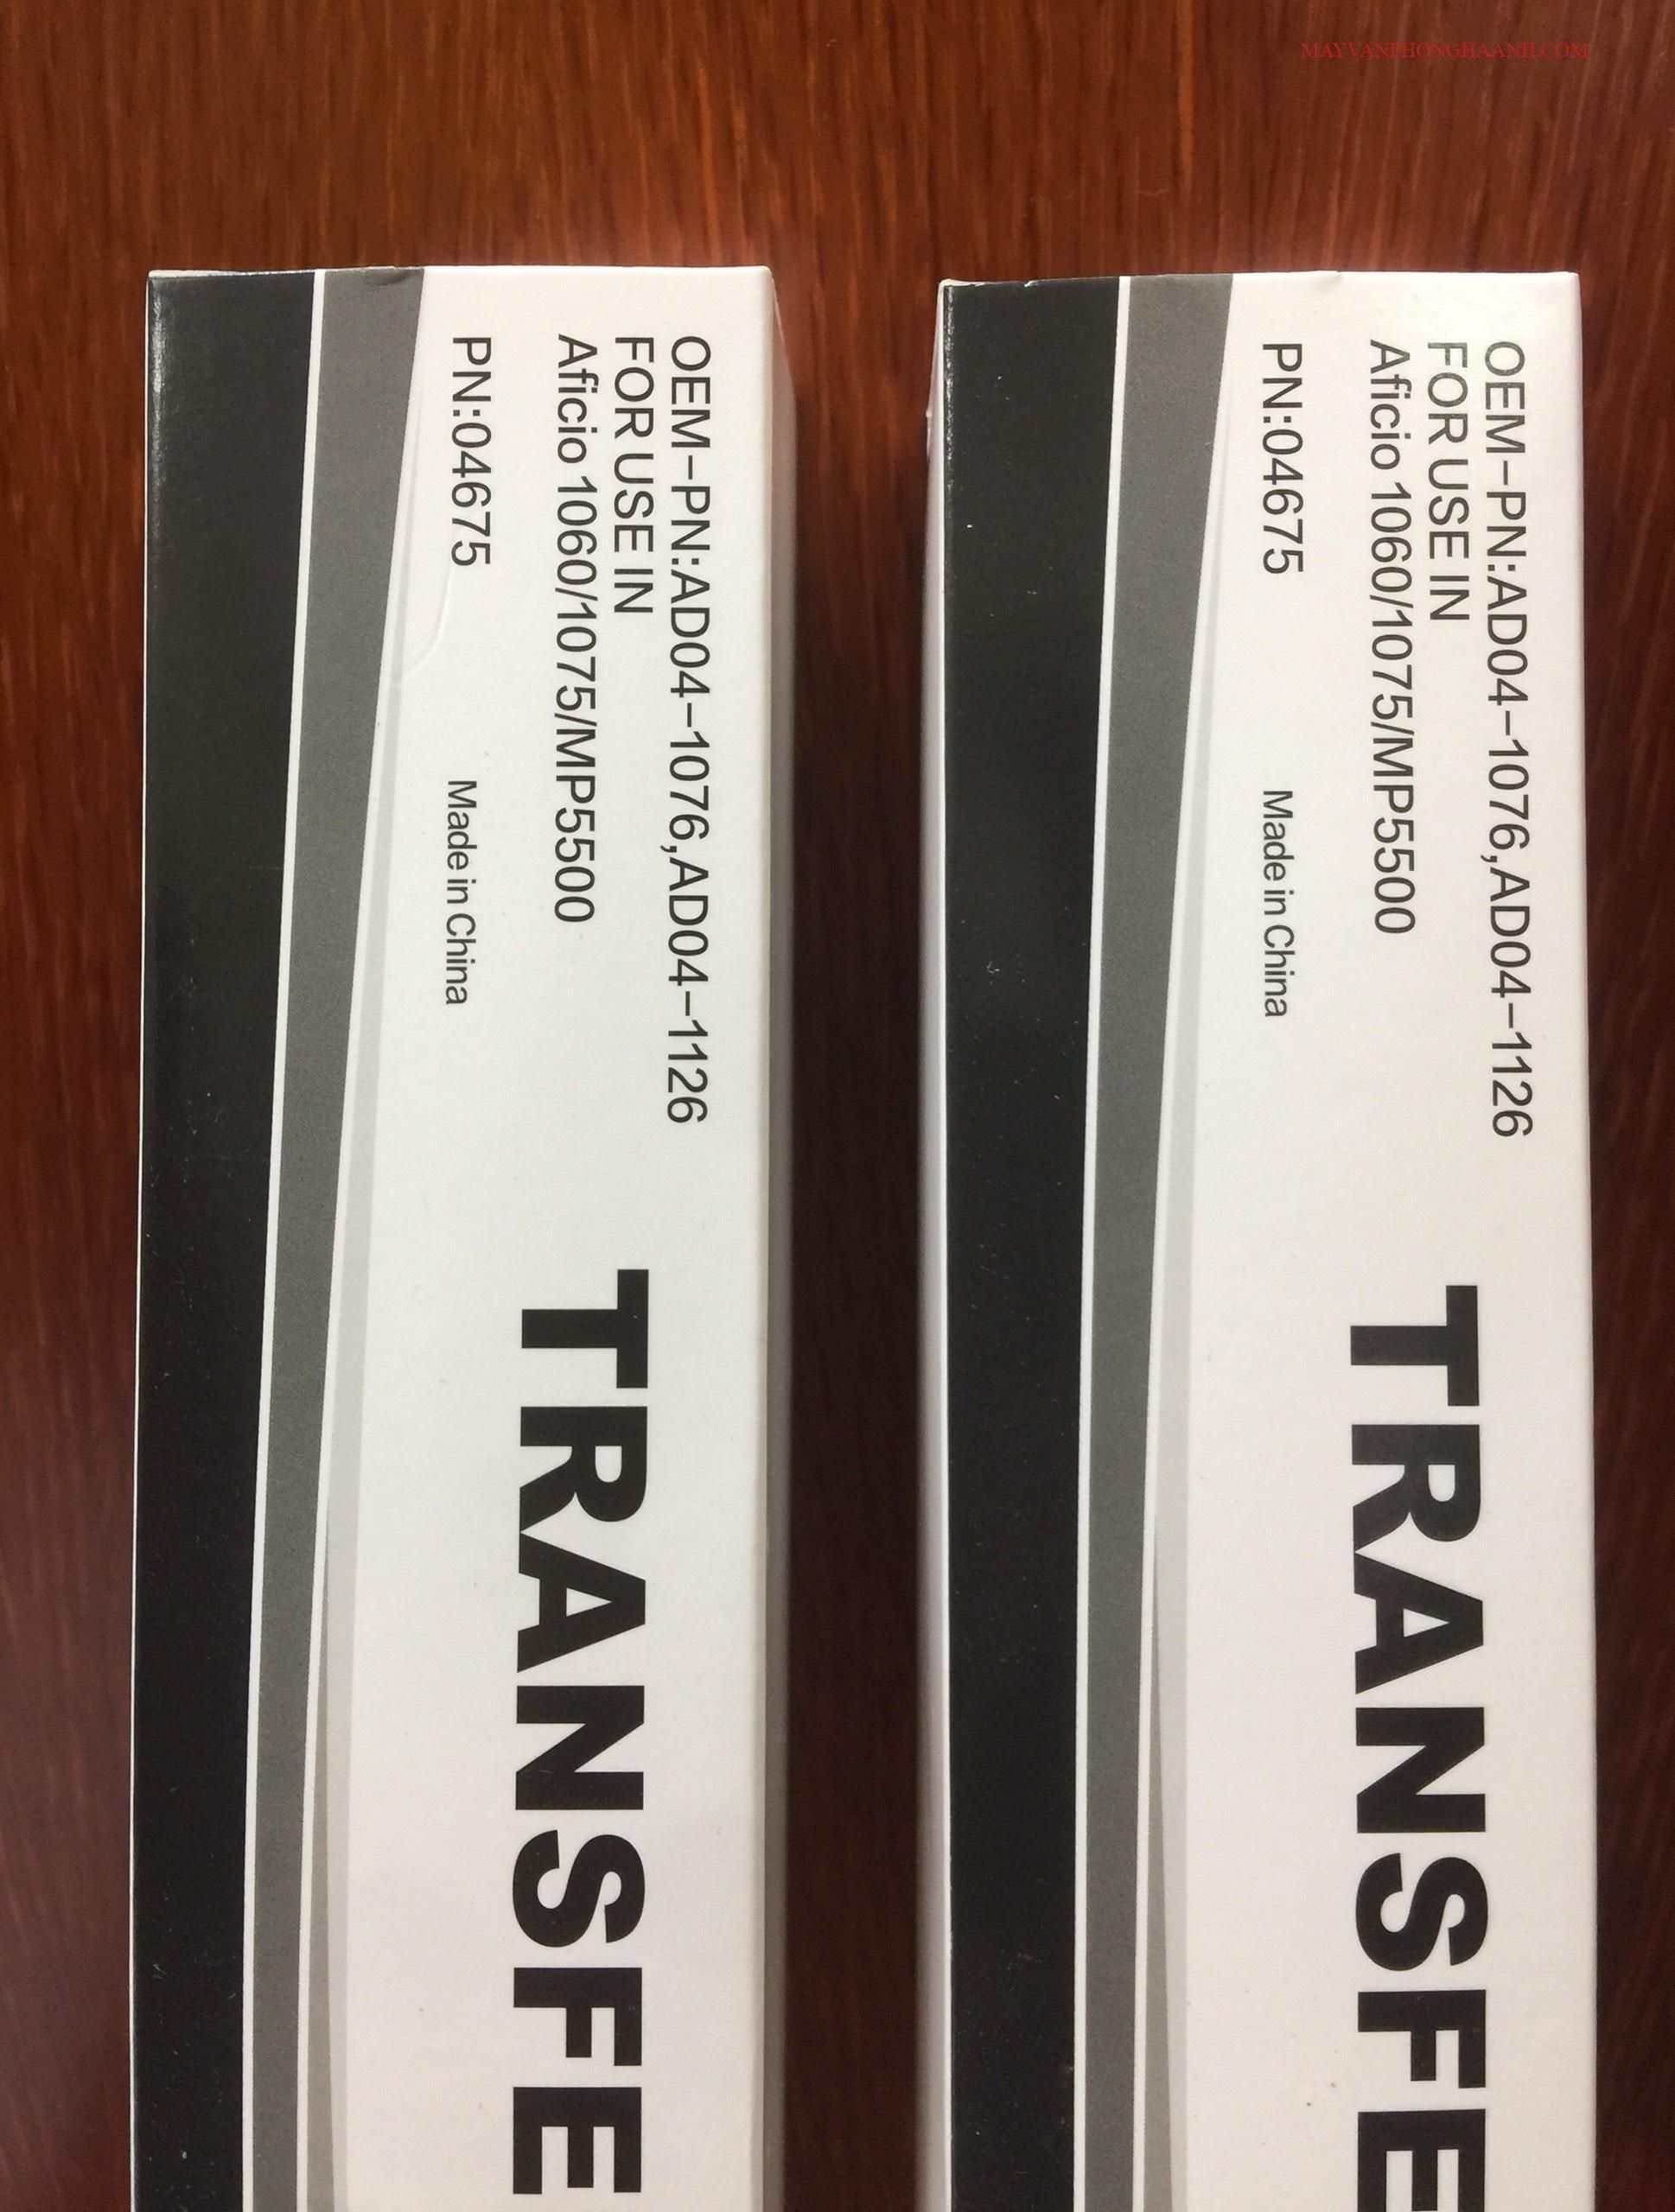 MAYVANPHONGHAANH.COM
OEM-PN:AD04-1076,AD04-1126
FOR USE IN
Aficio 1060/1075/MP5500
PN:04675 Made in China
TRANSFE
OEM-PN:AD04-1076,AD04-1126
FOR USE IN
Aficio 1060/1075/MP5500
PN:04675 Made in China
TRANSFE